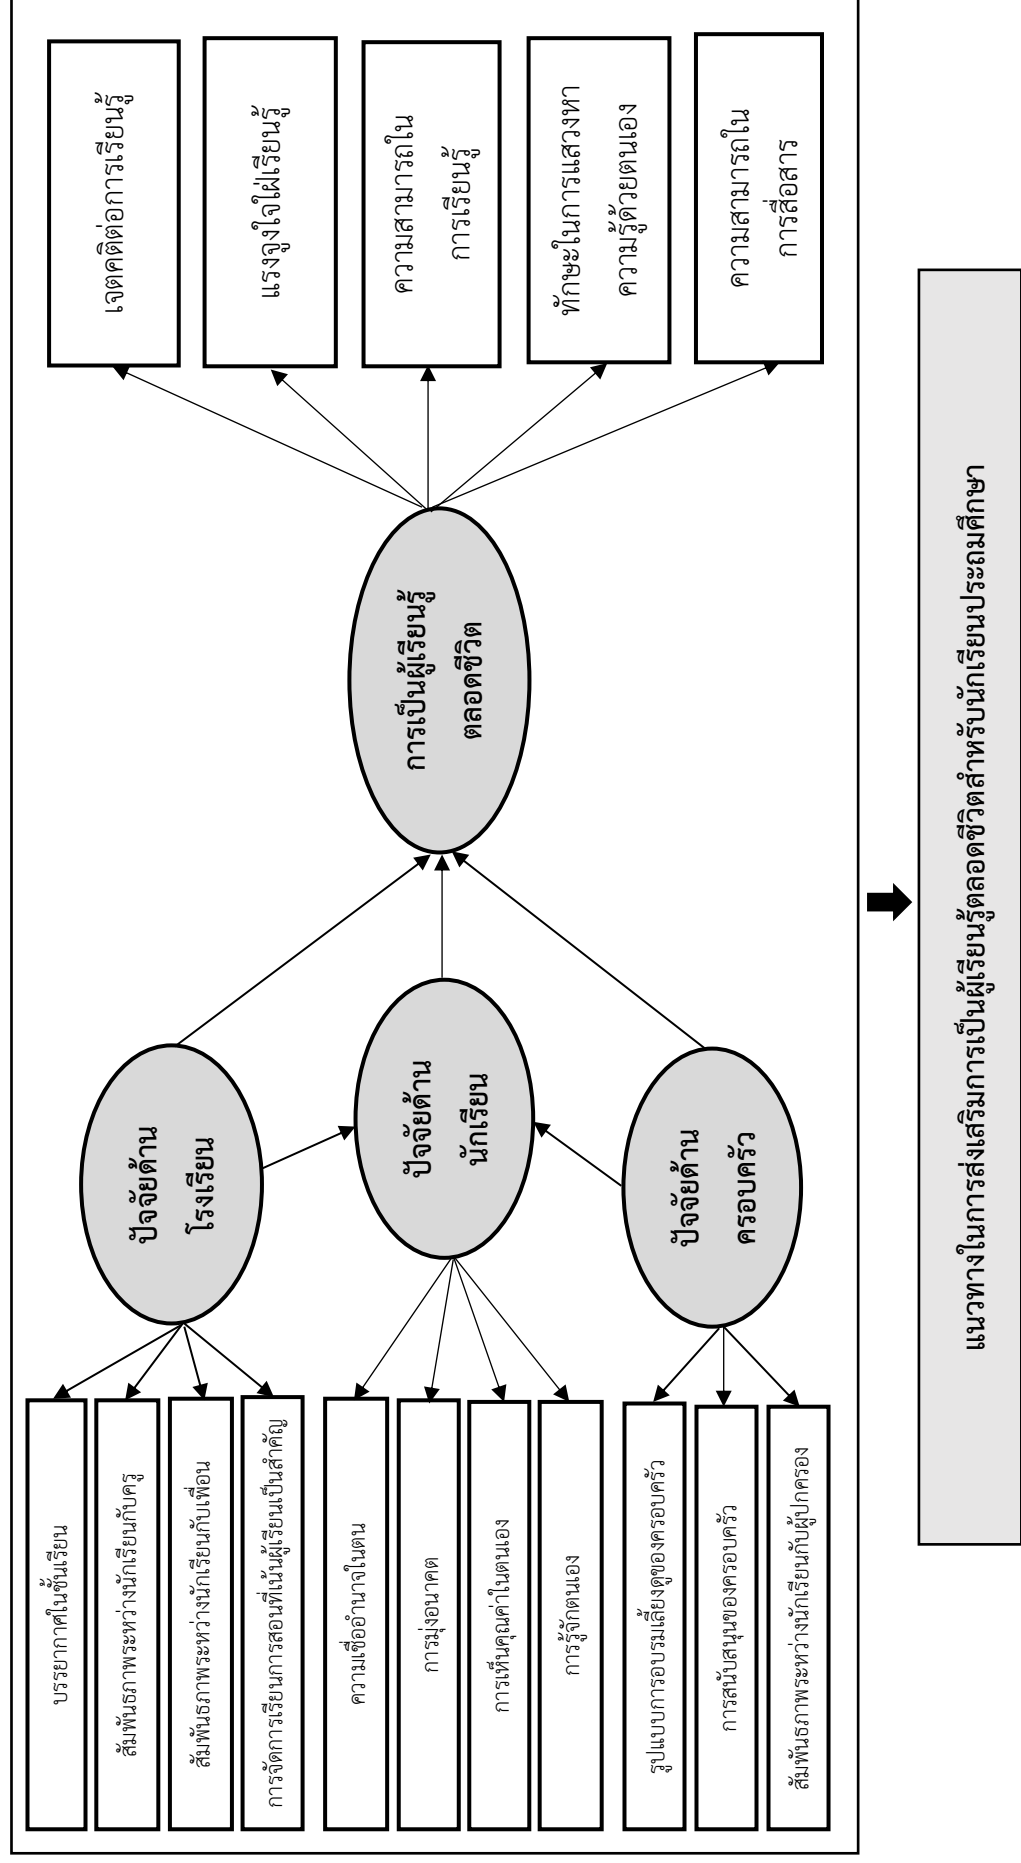 บรรยากาศในชั้นเรียน
สัมพันธภาพระหว่างนักเรียนกับครู
สัมพันธภาพระหว่างนักเรียนกับเพื่อน
การจัดการเรียนการสอนที่เน้นผู้เรียนเป็นสำคัญ
ความเชื่ออำนาจในตน
การมุ่งอนาคต
การเห็นคุณค่าในตนเอง
การรู้จักตนเอง
รูปแบบการอบรมเลี้ยงดูของครอบครัว
การสนับสนุนของครอบครัว
สัมพันธภาพระหว่างนักเรียนกับผู้ปกครอง
ปัจจัยด้าน
โรงเรียน
ปัจจัยด้าน
นักเรียน
ปัจจัยด้าน
ครอบครัว
การเป็นผู้เรียนรู้
ตลอดชีวิต
เจตคติต่อการเรียนรู้
แรงจูงใจใฝ่เรียนรู้
ความสามารถใน
การเรียนรู้
ทักษะในการแสวงหา
ความรู้ด้วยตนเอง
ความสามารถใน
การสื่อสาร
แนวทางในการส่งเสริมการเป็นผู้เรียนรู้ตลอดชีวิตสำหรับนักเรียนประถมศึกษา